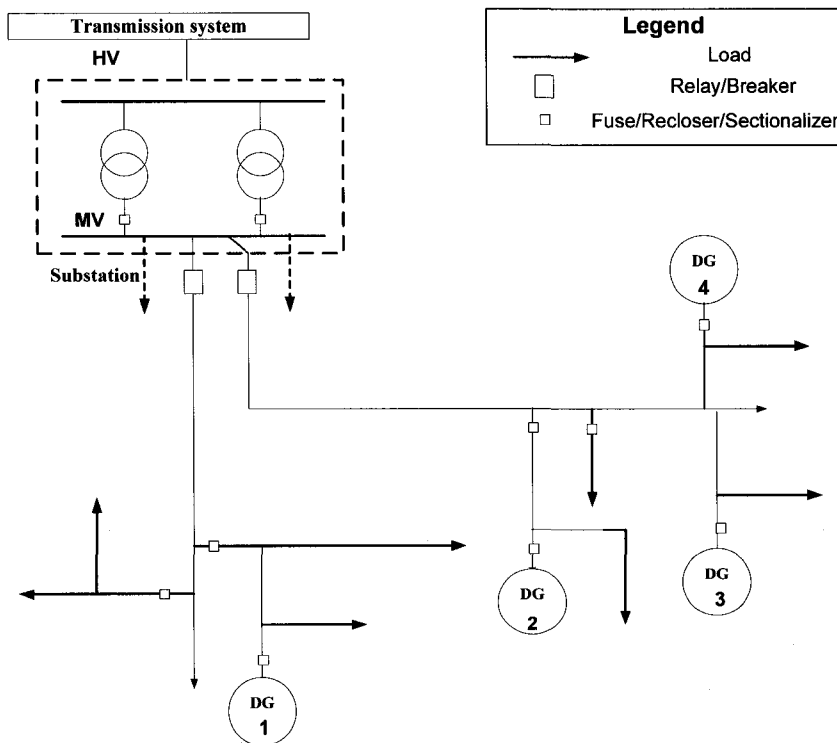 Transmission system
HV
MV
Substation
Legend
Load
Relay/Breaker
Fuse/Recloser/Sectionalizer
DG
4
DG
2
DG
3
DG
1